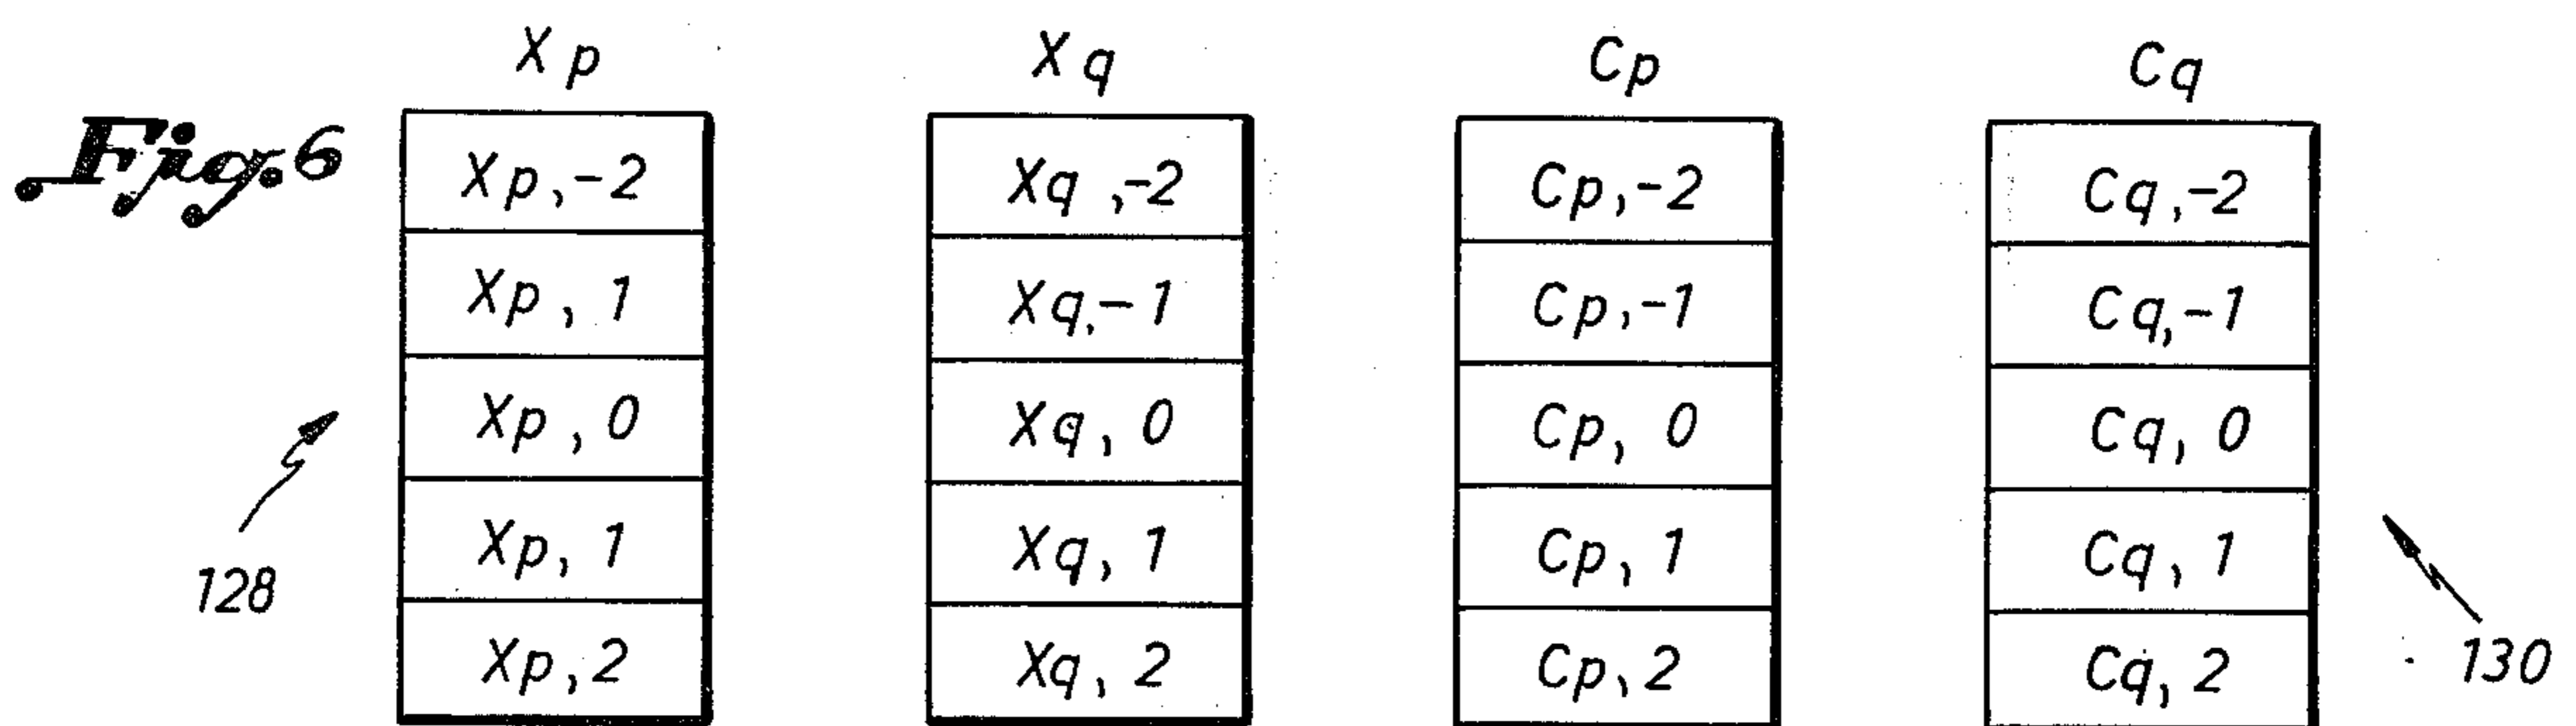 Fig. 6
Xp Xq Cp Cq
Xp,-2 Xq,-2 Cp,-2 Cq,-2
Xp, 1 Xq,-1 Cp,-1 Cq,-1
Xp, 0 Xq, 0 Cp, 0 Cq, 0
Xp, 1 Xq, 1 Cp, 1 Cq, 1
Xp,2 Xq, 2 Cp, 2 Cq, 2
128
130